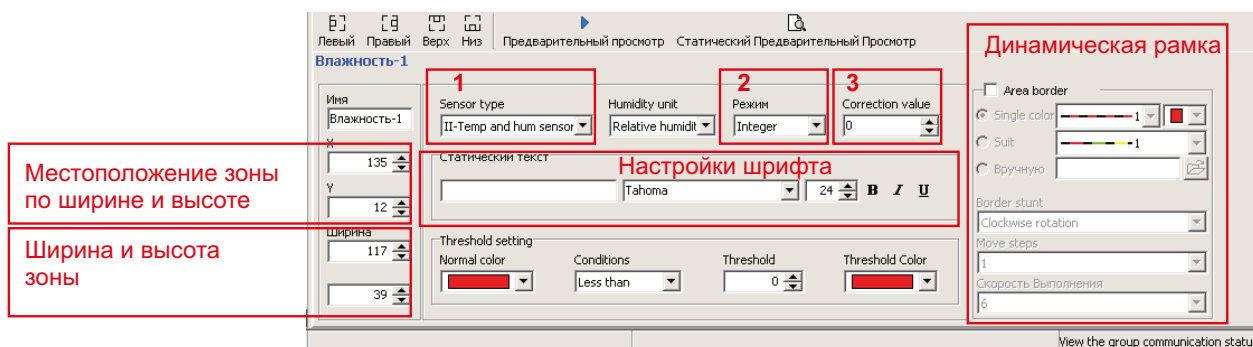 Левый Правый Верх Низ Предварительный просмотр Статический Предварительный Просмотр
Влажность-1
Динамическая рамка
1 2 3
Имя
Влажность-1
Sensor type Humidity unit Режим Correction value
II-Temp and hum sensor Relative humidit Integer 0
Area border
Single color 1
Suit 1
Вручную
Местоположение зоны
по ширине и высоте
X
135
Y
12
Статический текст
Настройки шрифта
Tahoma 24 B I U
Border stunt
Clockwise rotation
Move steps
1
Скорость Выполнения
6
Ширина и высота
зоны
Ширина
117
39
Threshold setting
Normal color Conditions Threshold Threshold Color
Less than 0
View the group communication statu